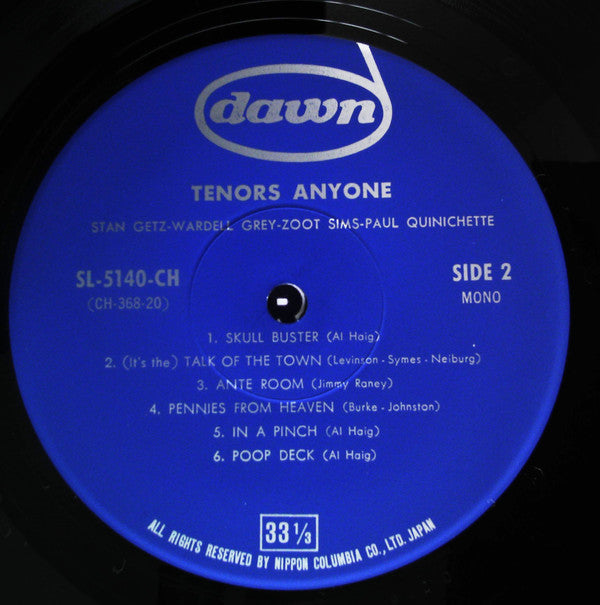 dawn
TENORS ANYONE
STAN GETZ-WARDELL GREY-ZOOT SIMS-PAUL QUINICHETTE
SL-5140-CH
(CH-368-20)
SIDE 2
MONO
1. SKULL BUSTER (Al Haig)
2. (It's the) TALK OF THE TOWN (Levinson - Symes - Neiburg)
3. ANTE ROOM (Jimmy Raney)
4. PENNIES FROM HEAVEN (Burke - Johnston)
5. IN A PINCH (Al Haig)
6. POOP DECK (Al Haig)
33 1/3
ALL RIGHTS RESERVED BY NIPPON COLUMBIA CO., LTD. JAPAN